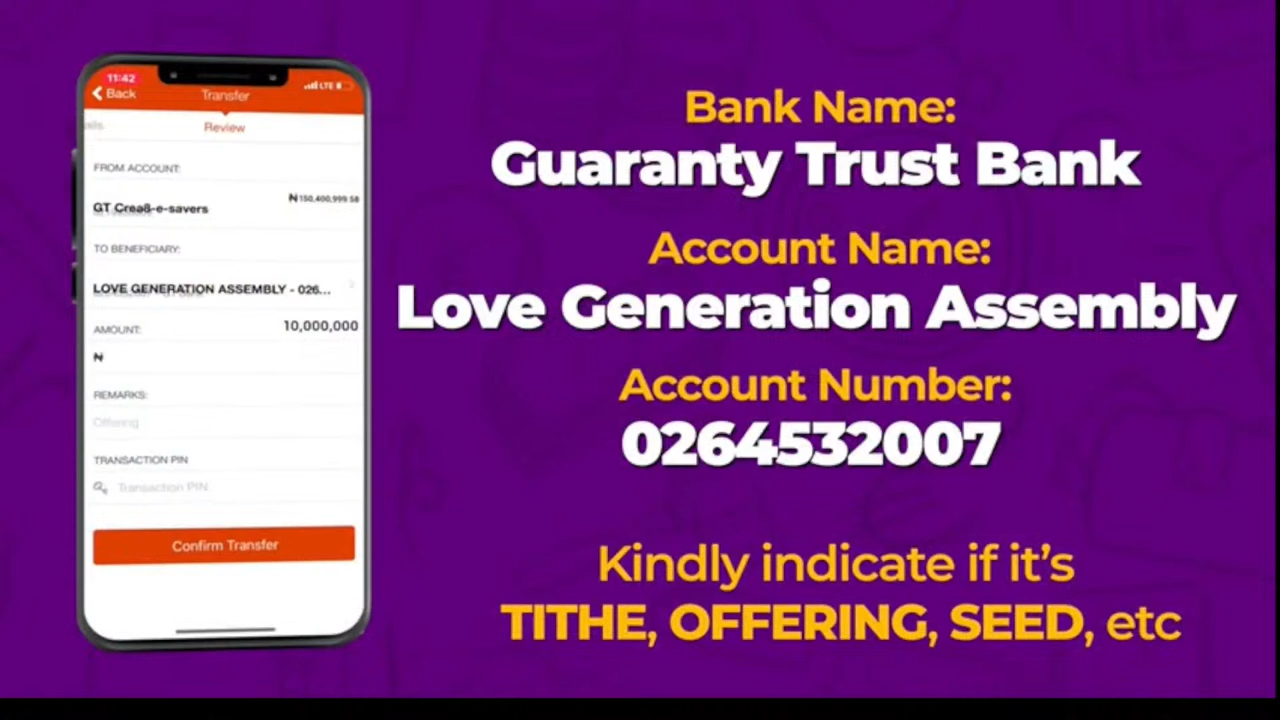 11:42
LTE
Back
Transfer
Review
FROM ACCOUNT:
₦150,400,999.58
GT Crea8-e-savers
TO BENEFICIARY:
LOVE GENERATION ASSEMBLY - 026...
AMOUNT:
10,000,000
₦
REMARKS:
Offering
TRANSACTION PIN
Transaction PIN
Confirm Transfer
Bank Name:
Guaranty Trust Bank
Account Name:
Love Generation Assembly
Account Number:
0264532007
Kindly indicate if it's
TITHE, OFFERING, SEED, etc